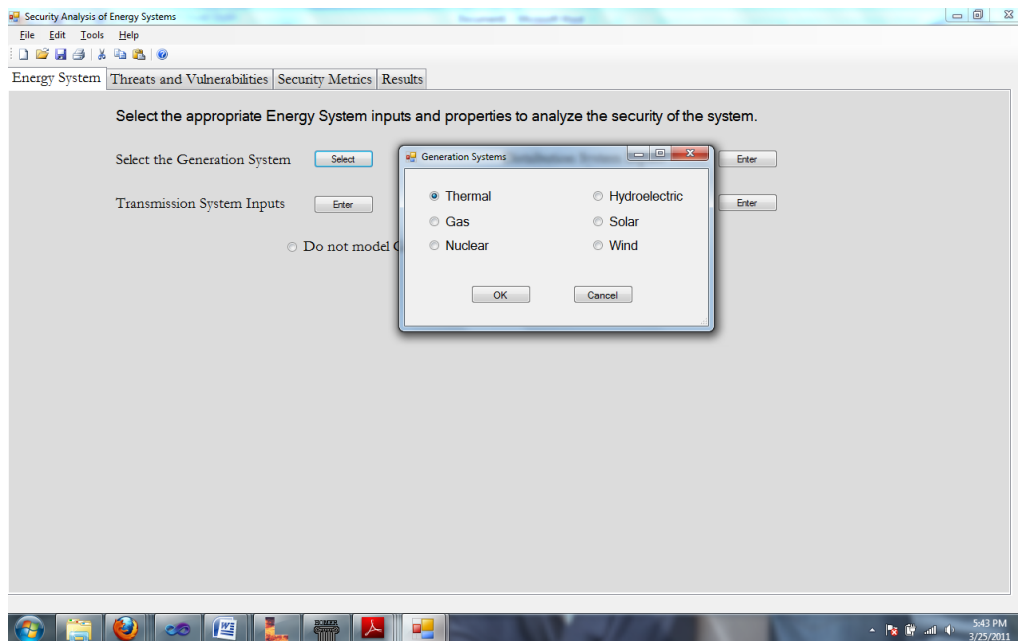 Security Analysis of Energy Systems
File Edit Tools Help
Energy System Threats and Vulnerabilities Security Metrics Results
Select the appropriate Energy System inputs and properties to analyze the security of the system.
Select the Generation System Select
Enter
Transmission System Inputs Enter
Enter
Do not model
Generation Systems
Thermal Hydroelectric
Gas Solar
Nuclear Wind
OK Cancel
5:43 PM
3/25/2011